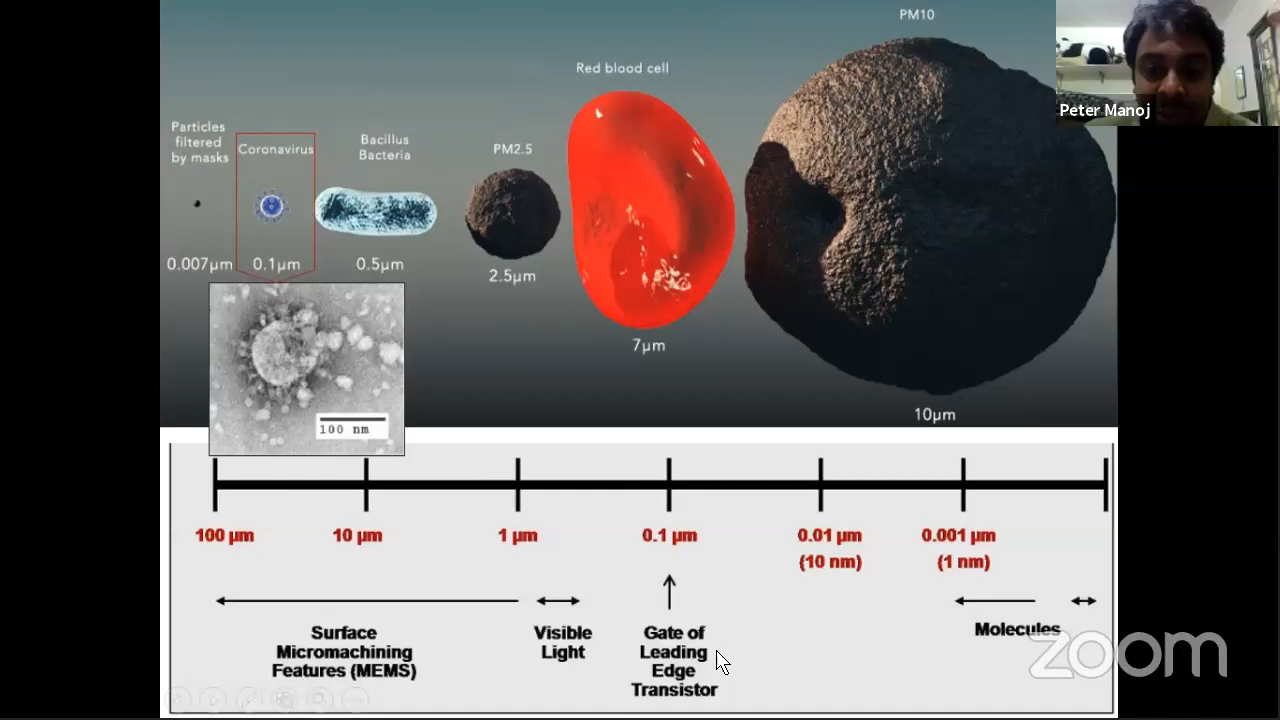 PM10
Peter Manoj
Red blood cell
Particles
filtered
by masks
Coronavirus
Bacillus
Bacteria
PM2.5
0.007μm
0.1μm
0.5μm
2.5μm
7μm
10μm
100 nm
100 μm
10 μm
1 μm
0.1 μm
0.01 μm
(10 nm)
0.001 μm
(1 nm)
Surface
Micromachining
Features (MEMS)
Visible
Light
Gate of
Leading
Edge
Transistor
Molecules
zoom